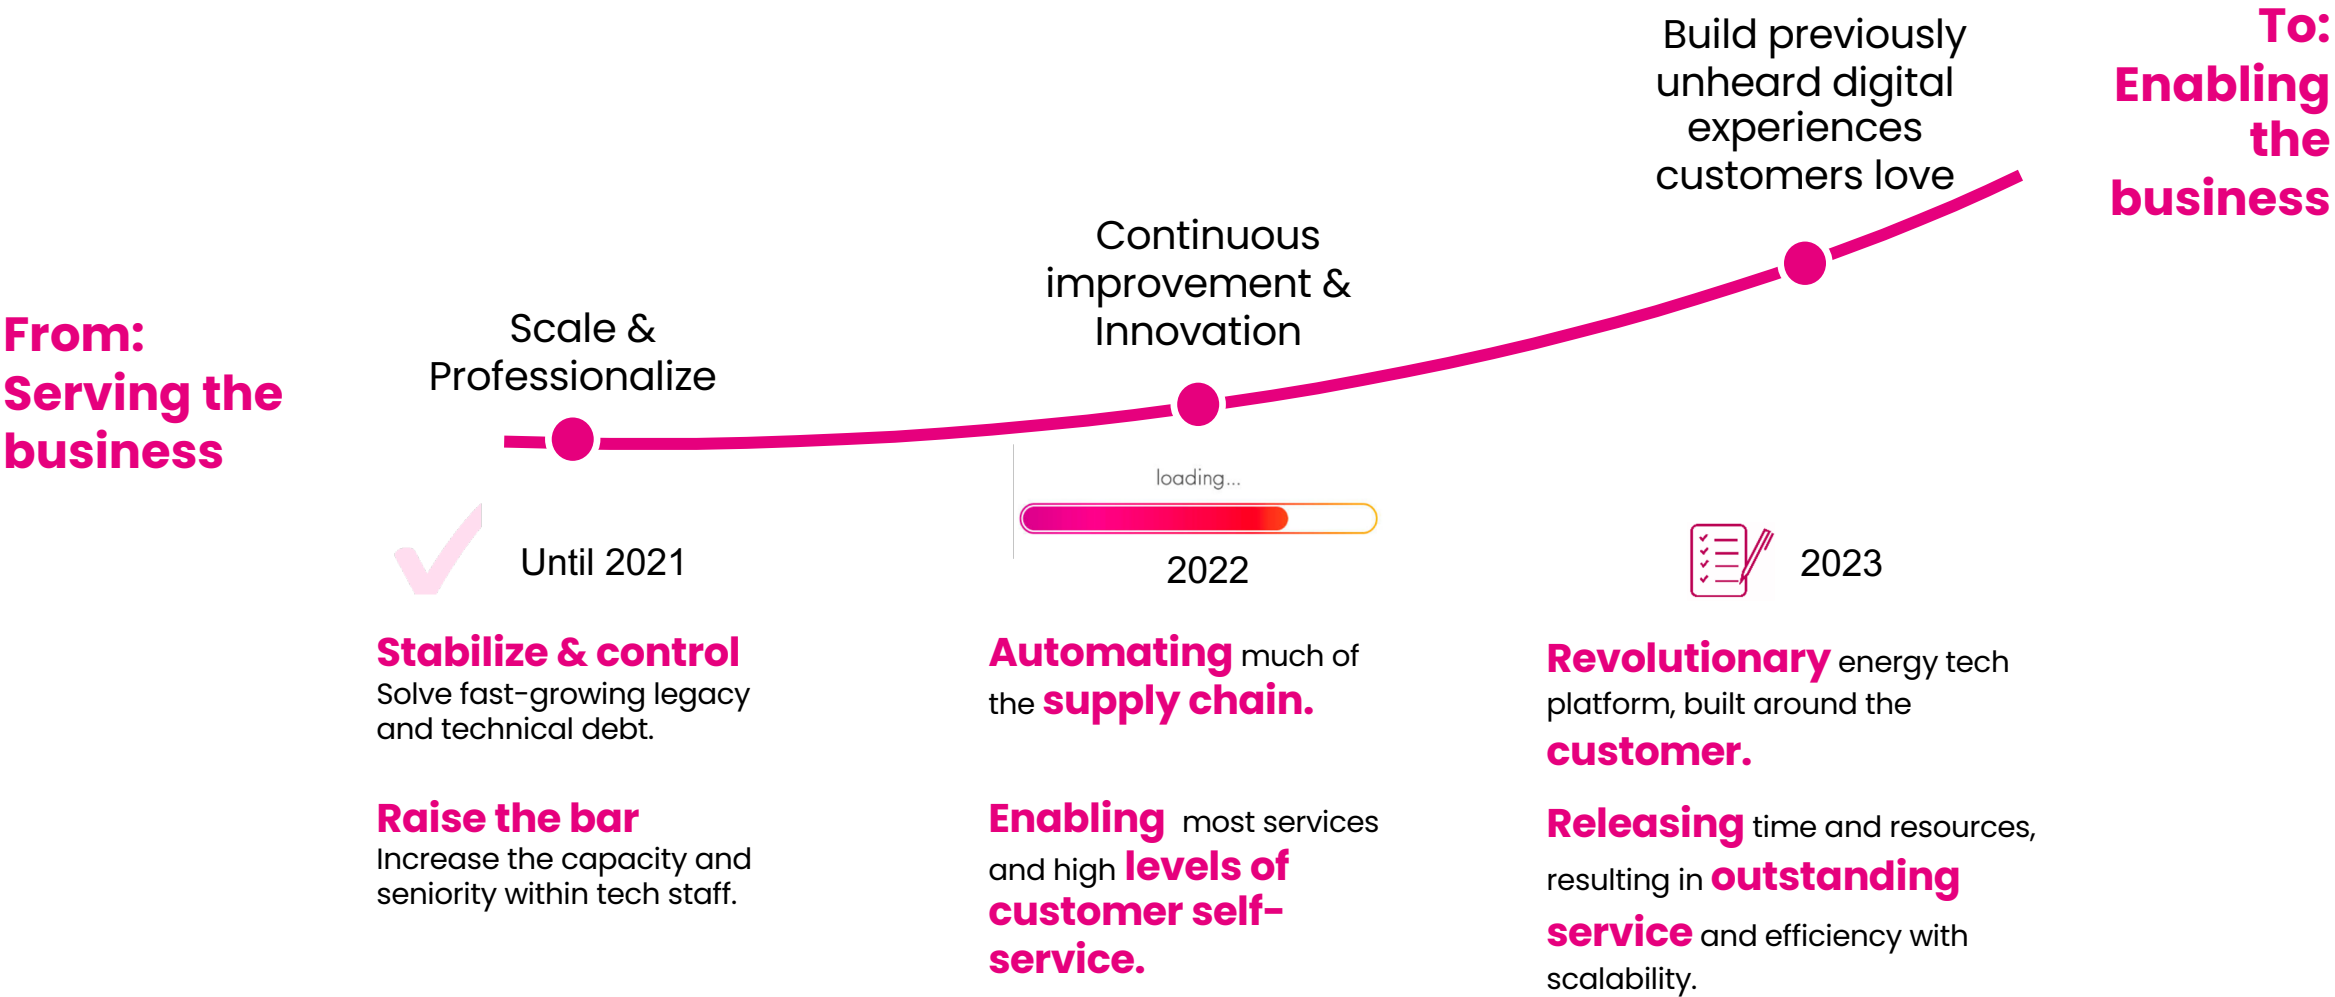 From:
Serving the
business
Scale &
Professionalize
Continuous
improvement &
Innovation
Build previously
unheard digital
experiences
customers love
To:
Enabling
the
business
Until 2021
loading...
2022
2023
Stabilize & control
Solve fast-growing legacy
and technical debt.
Raise the bar
Increase the capacity and
seniority within tech staff.
Automating much of
the supply chain.
Enabling most services
and high levels of
customer self-
service.
Revolutionary energy tech
platform, built around the
customer.
Releasing time and resources,
resulting in outstanding
service and efficiency with
scalability.